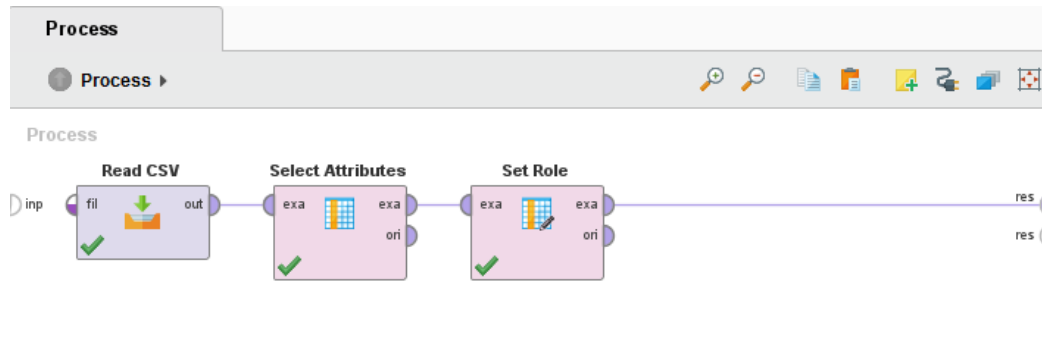 Process
Process
Process
Read CSV Select Attributes Set Role
inp fil out exa exa exa exa res
ori ori res